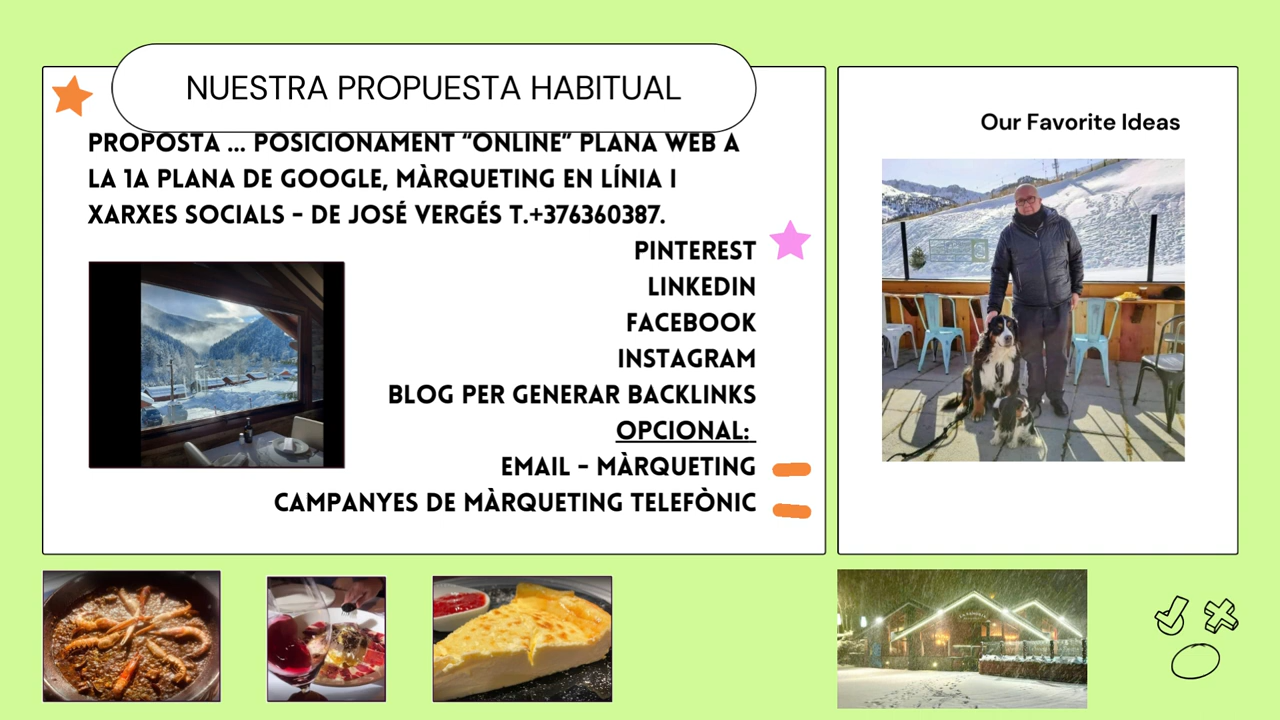 NUESTRA PROPUESTA HABITUAL
PROPOSTA ... POSICIONAMENT “ONLINE” PLANA WEB A
LA 1A PLANA DE GOOGLE, MÀRQUETING EN LÍNIA I
XARXES SOCIALS - DE JOSÉ VERGÉS T.+376360387.
PINTEREST
LINKEDIN
FACEBOOK
INSTAGRAM
BLOG PER GENERAR BACKLINKS
OPCIONAL:
EMAIL - MÀRQUETING
CAMPANYES DE MÀRQUETING TELEFÒNIC
Our Favorite Ideas